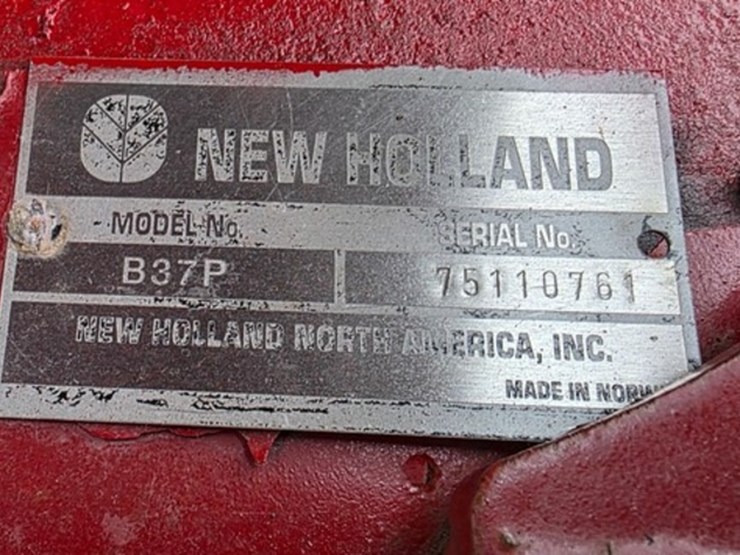 NEW HOLLAND
MODEL No. SERIAL No.
B37P 75110761
NEW HOLLAND NORTH AMERICA, INC.
MADE IN NORW